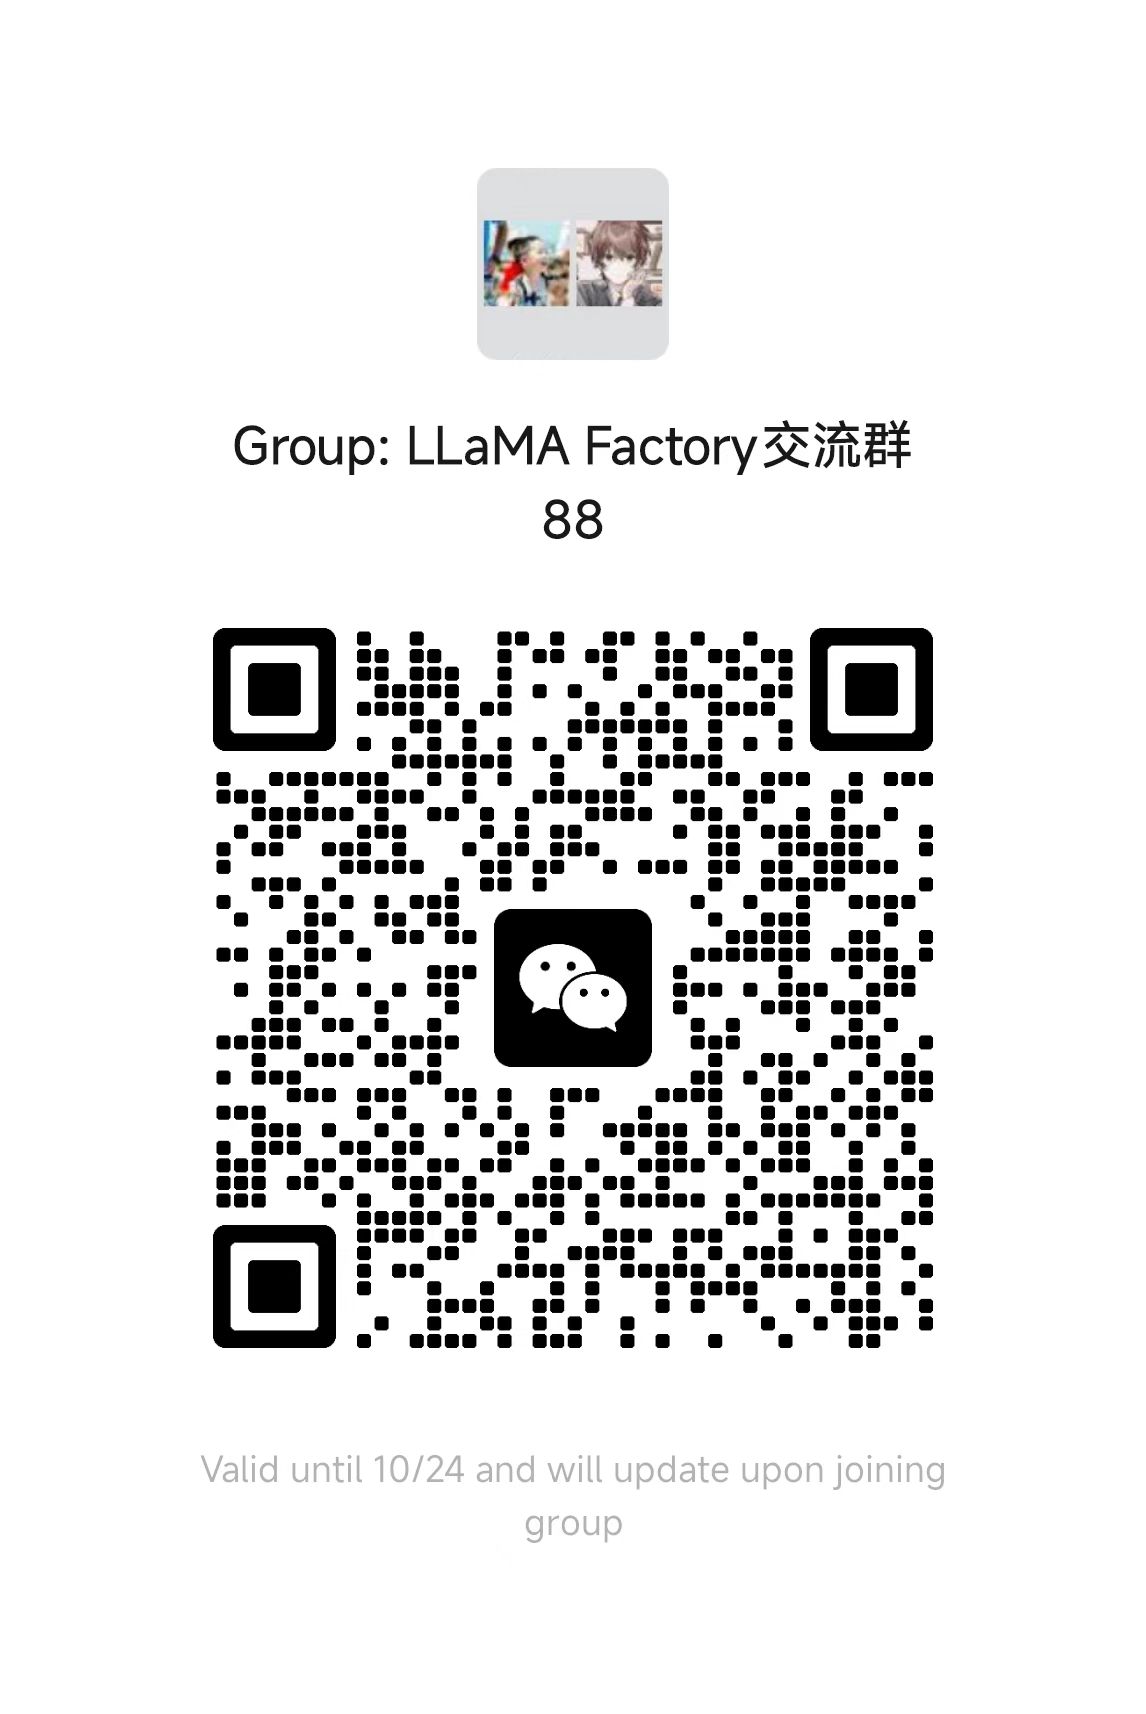 Group: LLaMA Factory交流群
88
Valid until 10/24 and will update upon joining
group